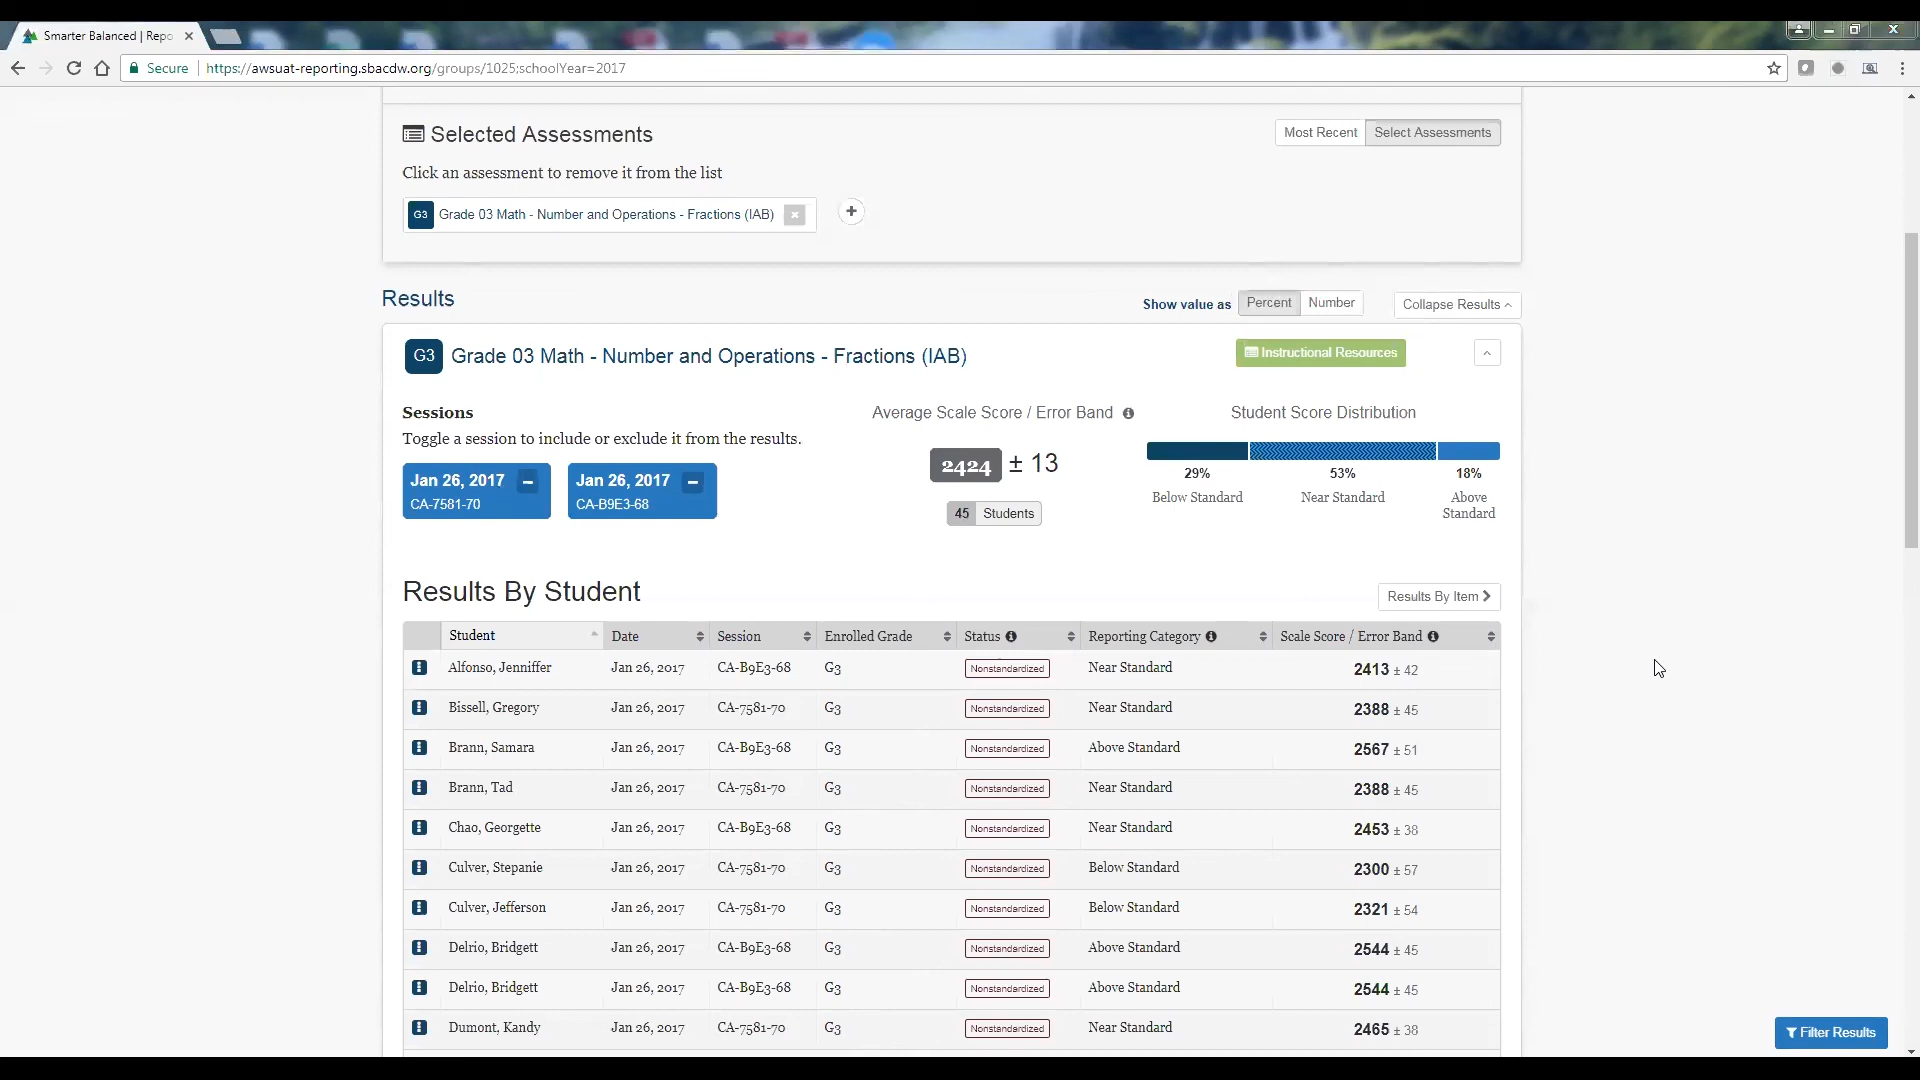 Smarter Balanced | Repo
Secure https://awsuat-reporting.sbacdw.org/groups/1025;schoolYear=2017
Selected Assessments Most Recent Select Assessments
Click an assessment to remove it from the list
G3 Grade 03 Math - Number and Operations - Fractions (IAB)
Results Show value as Percent Number Collapse Results
G3 Grade 03 Math - Number and Operations - Fractions (IAB) Instructional Resources
Sessions Average Scale Score / Error Band Student Score Distribution
Toggle a session to include or exclude it from the results.
Jan 26, 2017 Jan 26, 2017 2424 ± 13 29% 53% 18%
CA-7581-70 CA-B9E3-68 45 Students Below Standard Near Standard Above Standard
Results By Student Results By Item
Student Date Session Enrolled Grade Status Reporting Category Scale Score / Error Band
Alfonso, Jenniffer Jan 26, 2017 CA-B9E3-68 G3 Nonstandardized Near Standard 2413 ± 42
Bissell, Gregory Jan 26, 2017 CA-7581-70 G3 Nonstandardized Near Standard 2388 ± 45
Brann, Samara Jan 26, 2017 CA-B9E3-68 G3 Nonstandardized Above Standard 2567 ± 51
Brann, Tad Jan 26, 2017 CA-7581-70 G3 Nonstandardized Near Standard 2388 ± 45
Chao, Georgette Jan 26, 2017 CA-B9E3-68 G3 Nonstandardized Near Standard 2453 ± 38
Culver, Stepanie Jan 26, 2017 CA-7581-70 G3 Nonstandardized Below Standard 2300 ± 57
Culver, Jefferson Jan 26, 2017 CA-7581-70 G3 Nonstandardized Below Standard 2321 ± 54
Delrio, Bridgett Jan 26, 2017 CA-B9E3-68 G3 Nonstandardized Above Standard 2544 ± 45
Delrio, Bridgett Jan 26, 2017 CA-B9E3-68 G3 Nonstandardized Above Standard 2544 ± 45
Dumont, Kandy Jan 26, 2017 CA-7581-70 G3 Nonstandardized Near Standard 2465 ± 38
Filter Results